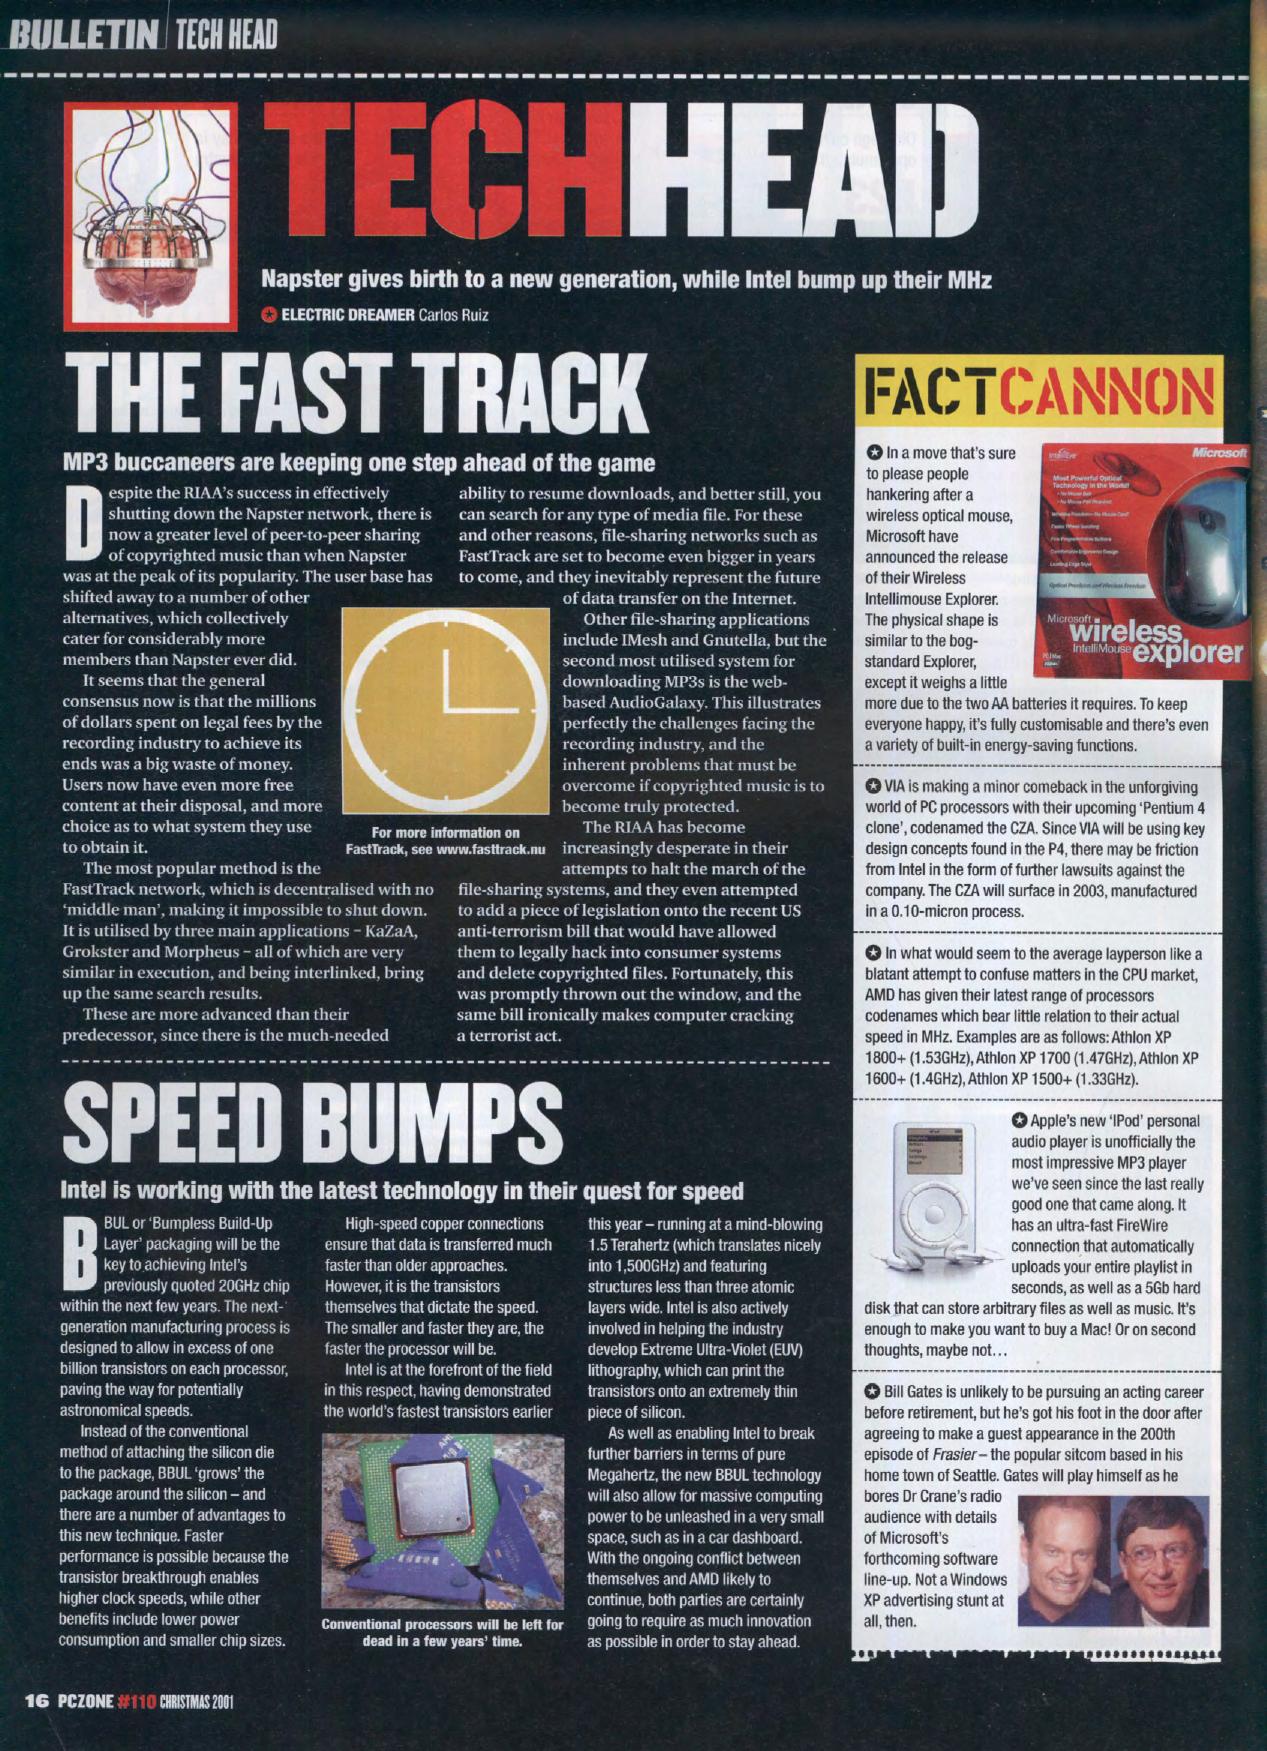 BULLETIN TECH HEAD
TECHHEAD
Napster gives birth to a new generation, while Intel bump up their MHz
ELECTRIC DREAMER Carlos Ruiz
THE FAST TRACK
MP3 buccaneers are keeping one step ahead of the game
Despite the RIAA's success in effectively
shutting down the Napster network, there is
now a greater level of peer-to-peer sharing
of copyrighted music than when Napster
was at the peak of its popularity. The user base has
shifted away to a number of other
alternatives, which collectively
cater for considerably more
members than Napster ever did.
It seems that the general
consensus now is that the millions
of dollars spent on legal fees by the
recording industry to achieve its
ends was a big waste of money.
Users now have even more free
content at their disposal, and more
choice as to what system they use
to obtain it.
The most popular method is the
FastTrack network, which is decentralised with no
'middle man', making it impossible to shut down.
It is utilised by three main applications – KaZaA,
Grokster and Morpheus – all of which are very
similar in execution, and being interlinked, bring
up the same search results.
These are more advanced than their
predecessor, since there is the much-needed
ability to resume downloads, and better still, you
can search for any type of media file. For these
and other reasons, file-sharing networks such as
FastTrack are set to become even bigger in years
to come, and they inevitably represent the future
of data transfer on the Internet.
Other file-sharing applications
include IMesh and Gnutella, but the
second most utilised system for
downloading MP3s is the web-
based AudioGalaxy. This illustrates
perfectly the challenges facing the
recording industry, and the
inherent problems that must be
overcome if copyrighted music is to
become truly protected.
The RIAA has become
increasingly desperate in their
attempts to halt the march of the
file-sharing systems, and they even attempted
to add a piece of legislation onto the recent US
anti-terrorism bill that would have allowed
them to legally hack into consumer systems
and delete copyrighted files. Fortunately, this
was promptly thrown out the window, and the
same bill ironically makes computer cracking
a terrorist act.
For more information on
FastTrack, see www.fasttrack.nu
SPEED BUMPS
Intel is working with the latest technology in their quest for speed
BBUL or 'Bumpless Build-Up
Layer' packaging will be the
key to achieving Intel's
previously quoted 20GHz chip
within the next few years. The next-
generation manufacturing process is
designed to allow in excess of one
billion transistors on each processor,
paving the way for potentially
astronomical speeds.
Instead of the conventional
method of attaching the silicon die
to the package, BBUL 'grows' the
package around the silicon – and
there are a number of advantages to
this new technique. Faster
performance is possible because the
transistor breakthrough enables
higher clock speeds, while other
benefits include lower power
consumption and smaller chip sizes.
High-speed copper connections
ensure that data is transferred much
faster than older approaches.
However, it is the transistors
themselves that dictate the speed.
The smaller and faster they are, the
faster the processor will be.
Intel is at the forefront of the field
in this respect, having demonstrated
the world's fastest transistors earlier
this year – running at a mind-blowing
1.5 Terahertz (which translates nicely
into 1,500GHz) and featuring
structures less than three atomic
layers wide. Intel is also actively
involved in helping the industry
develop Extreme Ultra-Violet (EUV)
lithography, which can print the
transistors onto an extremely thin
piece of silicon.
As well as enabling Intel to break
further barriers in terms of pure
Megahertz, the new BBUL technology
will also allow for massive computing
power to be unleashed in a very small
space, such as in a car dashboard.
With the ongoing conflict between
themselves and AMD likely to
continue, both parties are certainly
going to require as much innovation
as possible in order to stay ahead.
Conventional processors will be left for
dead in a few years' time.
FACTCANNON
In a move that's sure
to please people
hankering after a
wireless optical mouse,
Microsoft have
announced the release
of their Wireless
Intellimouse Explorer.
The physical shape is
similar to the bog-
standard Explorer,
except it weighs a little
more due to the two AA batteries it requires. To keep
everyone happy, it's fully customisable and there's even
a variety of built-in energy-saving functions.
IntelliEye
Microsoft
Most Powerful Optical
Technology in the World!
Optical Precision and Wireless Freedom
Microsoft
wireless
IntelliMouse explorer
VIA is making a minor comeback in the unforgiving
world of PC processors with their upcoming 'Pentium 4
clone', codenamed the CZA. Since VIA will be using key
design concepts found in the P4, there may be friction
from Intel in the form of further lawsuits against the
company. The CZA will surface in 2003, manufactured
in a 0.10-micron process.
In what would seem to the average layperson like a
blatant attempt to confuse matters in the CPU market,
AMD has given their latest range of processors
codenames which bear little relation to their actual
speed in MHz. Examples are as follows: Athlon XP
1800+ (1.53GHz), Athlon XP 1700 (1.47GHz), Athlon XP
1600+ (1.4GHz), Athlon XP 1500+ (1.33GHz).
Apple's new 'IPod' personal
audio player is unofficially the
most impressive MP3 player
we've seen since the last really
good one that came along. It
has an ultra-fast FireWire
connection that automatically
uploads your entire playlist in
seconds, as well as a 5Gb hard
disk that can store arbitrary files as well as music. It's
enough to make you want to buy a Mac! Or on second
thoughts, maybe not...
Bill Gates is unlikely to be pursuing an acting career
before retirement, but he's got his foot in the door after
agreeing to make a guest appearance in the 200th
episode of Frasier – the popular sitcom based in his
home town of Seattle. Gates will play himself as he
bores Dr Crane's radio
audience with details
of Microsoft's
forthcoming software
line-up. Not a Windows
XP advertising stunt at
all, then.
16 PCZONE #110 CHRISTMAS 2001